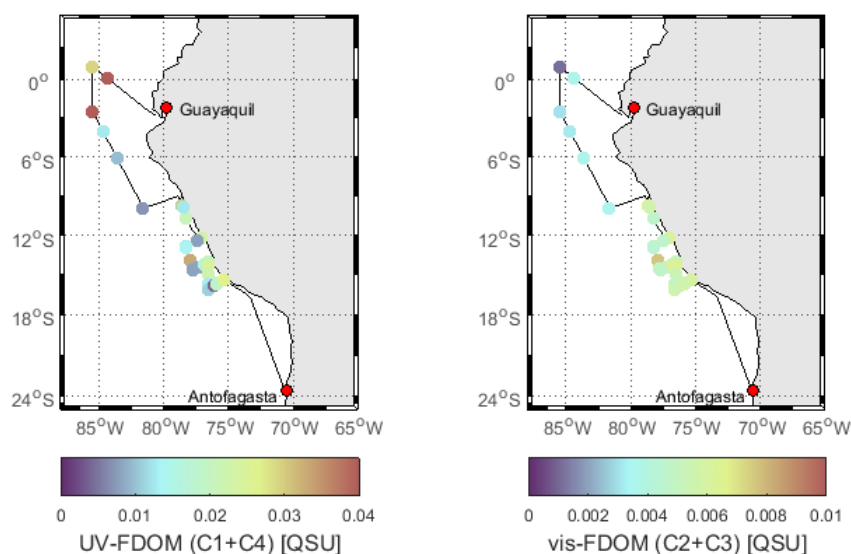 0°
6°S
12°S
18°S
24°S
Guayaquil
Antofagasta
85°W 80°W 75°W 70°W 65°W
0 0.01 0.02 0.03 0.04
UV-FDOM (C1+C4) [QSU]
0°
6°S
12°S
18°S
24°S
Guayaquil
Antofagasta
85°W 80°W 75°W 70°W 65°W
0 0.002 0.004 0.006 0.008 0.01
vis-FDOM (C2+C3) [QSU]